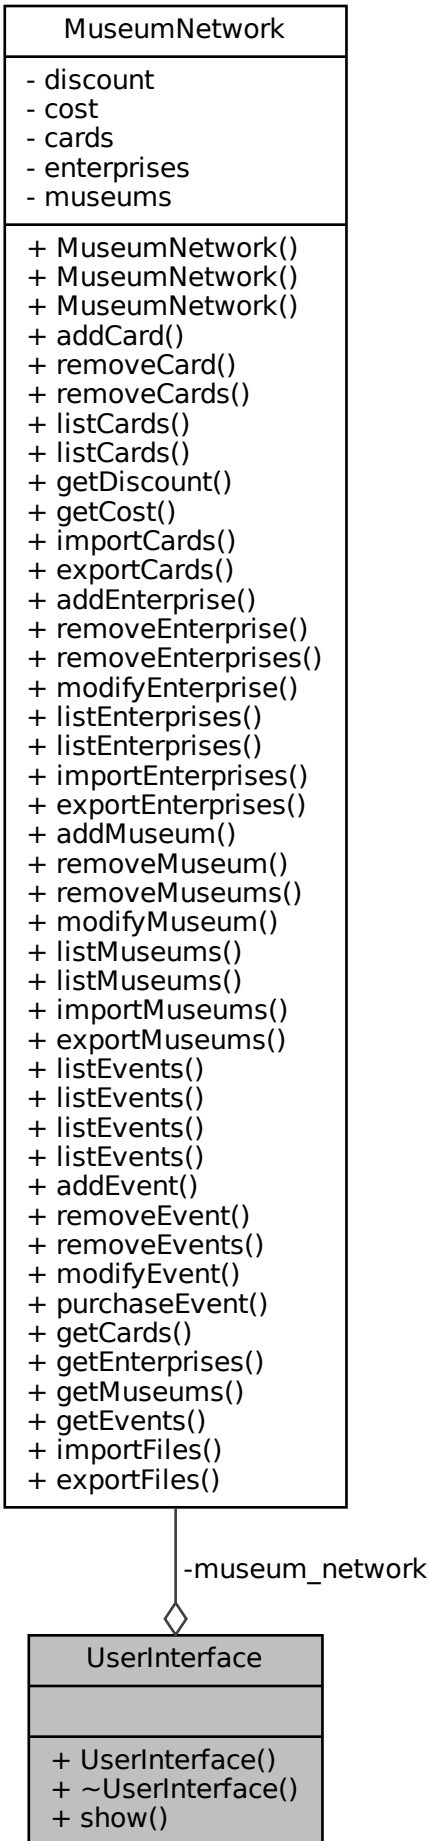 MuseumNetwork
- discount
- cost
- cards
- enterprises
- museums
+ MuseumNetwork()
+ MuseumNetwork()
+ MuseumNetwork()
+ addCard()
+ removeCard()
+ removeCards()
+ listCards()
+ listCards()
+ getDiscount()
+ getCost()
+ importCards()
+ exportCards()
+ addEnterprise()
+ removeEnterprise()
+ removeEnterprises()
+ modifyEnterprise()
+ listEnterprises()
+ listEnterprises()
+ importEnterprises()
+ exportEnterprises()
+ addMuseum()
+ removeMuseum()
+ removeMuseums()
+ modifyMuseum()
+ listMuseums()
+ listMuseums()
+ importMuseums()
+ exportMuseums()
+ listEvents()
+ listEvents()
+ listEvents()
+ listEvents()
+ addEvent()
+ removeEvent()
+ removeEvents()
+ modifyEvent()
+ purchaseEvent()
+ getCards()
+ getEnterprises()
+ getMuseums()
+ getEvents()
+ importFiles()
+ exportFiles()
-museum_network
UserInterface
+ UserInterface()
+ ~UserInterface()
+ show()